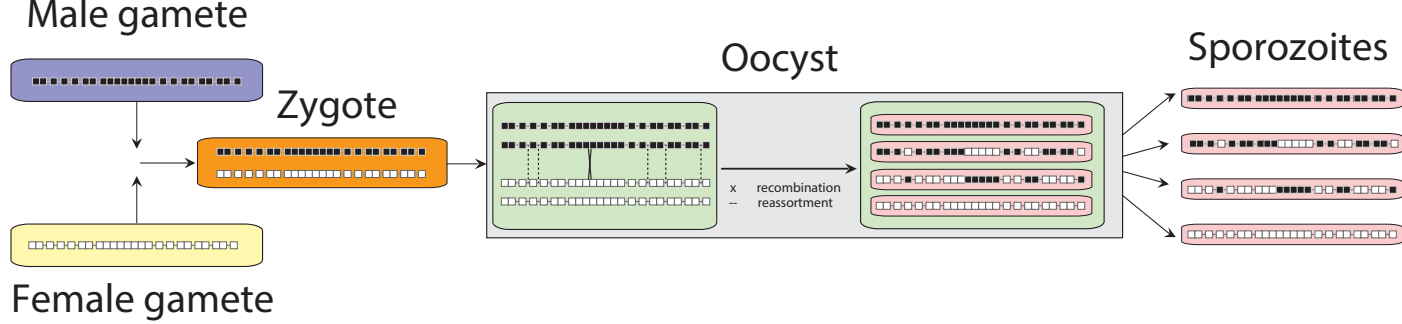 Male gamete
Zygote
Oocyst
Sporozoites
x recombination
-- reassortment
Female gamete